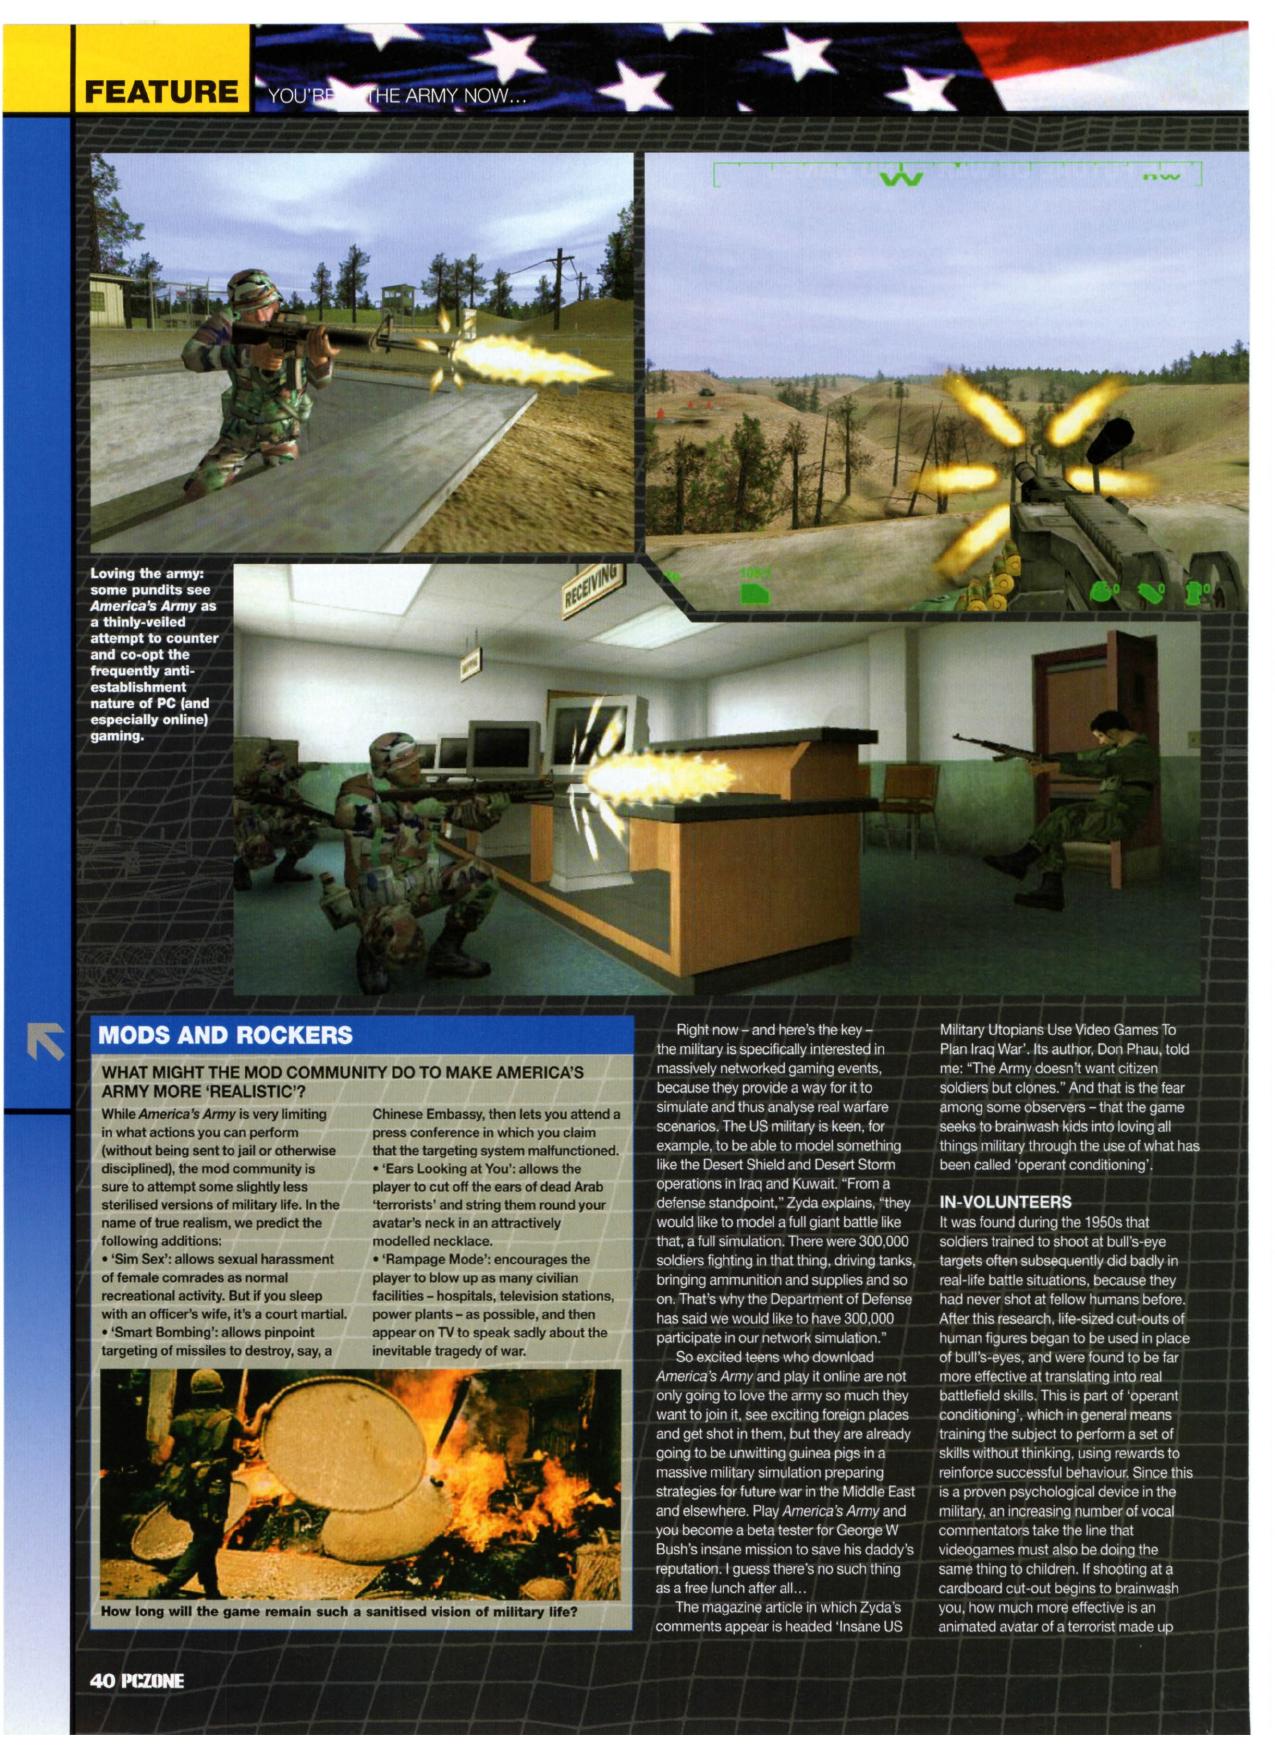 FEATURE
YOU'RE THE ARMY NOW...
W
NW
Loving the army:
some pundits see
America's Army as
a thinly-veiled
attempt to counter
and co-opt the
frequently anti-
establishment
nature of PC (and
especially online)
gaming.
RECEIVING
MODS AND ROCKERS
WHAT MIGHT THE MOD COMMUNITY DO TO MAKE AMERICA'S
ARMY MORE 'REALISTIC'?
While America's Army is very limiting
in what actions you can perform
(without being sent to jail or otherwise
disciplined), the mod community is
sure to attempt some slightly less
sterilised versions of military life. In the
name of true realism, we predict the
following additions:
• 'Sim Sex': allows sexual harassment
of female comrades as normal
recreational activity. But if you sleep
with an officer's wife, it's a court martial.
• 'Smart Bombing': allows pinpoint
targeting of missiles to destroy, say, a
Chinese Embassy, then lets you attend a
press conference in which you claim
that the targeting system malfunctioned.
• 'Ears Looking at You': allows the
player to cut off the ears of dead Arab
'terrorists' and string them round your
avatar's neck in an attractively
modelled necklace.
• 'Rampage Mode': encourages the
player to blow up as many civilian
facilities – hospitals, television stations,
power plants – as possible, and then
appear on TV to speak sadly about the
inevitable tragedy of war.
How long will the game remain such a sanitised vision of military life?
Right now – and here's the key –
the military is specifically interested in
massively networked gaming events,
because they provide a way for it to
simulate and thus analyse real warfare
scenarios. The US military is keen, for
example, to be able to model something
like the Desert Shield and Desert Storm
operations in Iraq and Kuwait. "From a
defense standpoint," Zyda explains, "they
would like to model a full giant battle like
that, a full simulation. There were 300,000
soldiers fighting in that thing, driving tanks,
bringing ammunition and supplies and so
on. That's why the Department of Defense
has said we would like to have 300,000
participate in our network simulation."
So excited teens who download
America's Army and play it online are not
only going to love the army so much they
want to join it, see exciting foreign places
and get shot in them, but they are already
going to be unwitting guinea pigs in a
massive military simulation preparing
strategies for future war in the Middle East
and elsewhere. Play America's Army and
you become a beta tester for George W
Bush's insane mission to save his daddy's
reputation. I guess there's no such thing
as a free lunch after all...
The magazine article in which Zyda's
comments appear is headed 'Insane US
Military Utopians Use Video Games To
Plan Iraq War'. Its author, Don Phau, told
me: "The Army doesn't want citizen
soldiers but clones." And that is the fear
among some observers – that the game
seeks to brainwash kids into loving all
things military through the use of what has
been called 'operant conditioning'.
IN-VOLUNTEERS
It was found during the 1950s that
soldiers trained to shoot at bull's-eye
targets often subsequently did badly in
real-life battle situations, because they
had never shot at fellow humans before.
After this research, life-sized cut-outs of
human figures began to be used in place
of bull's-eyes, and were found to be far
more effective at translating into real
battlefield skills. This is part of 'operant
conditioning', which in general means
training the subject to perform a set of
skills without thinking, using rewards to
reinforce successful behaviour. Since this
is a proven psychological device in the
military, an increasing number of vocal
commentators take the line that
videogames must also be doing the
same thing to children. If shooting at a
cardboard cut-out begins to brainwash
you, how much more effective is an
animated avatar of a terrorist made up
40 PCZONE